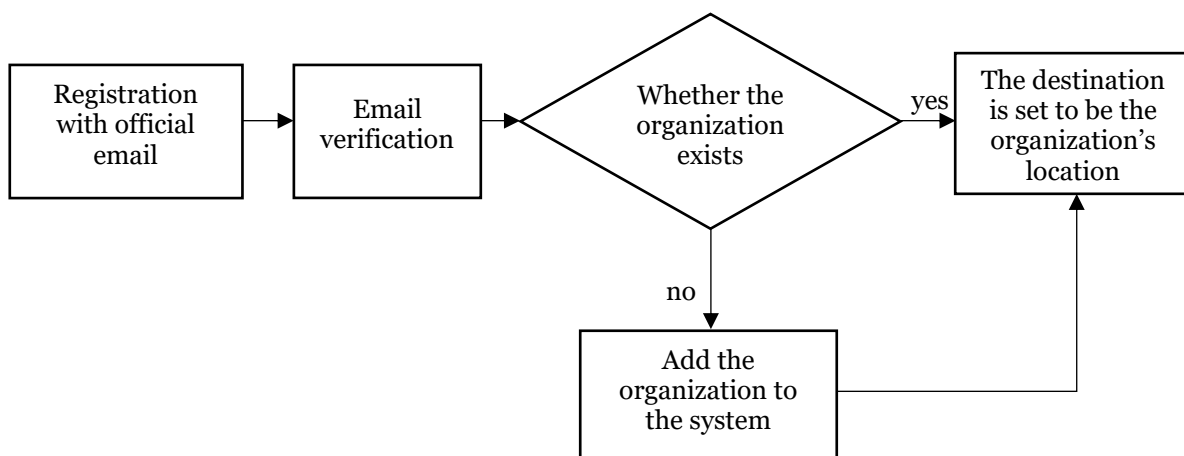 Registration
with official
email
Email
verification
Whether the
organization
exists
yes
The destination
is set to be the
organization’s
location
no
Add the
organization to
the system